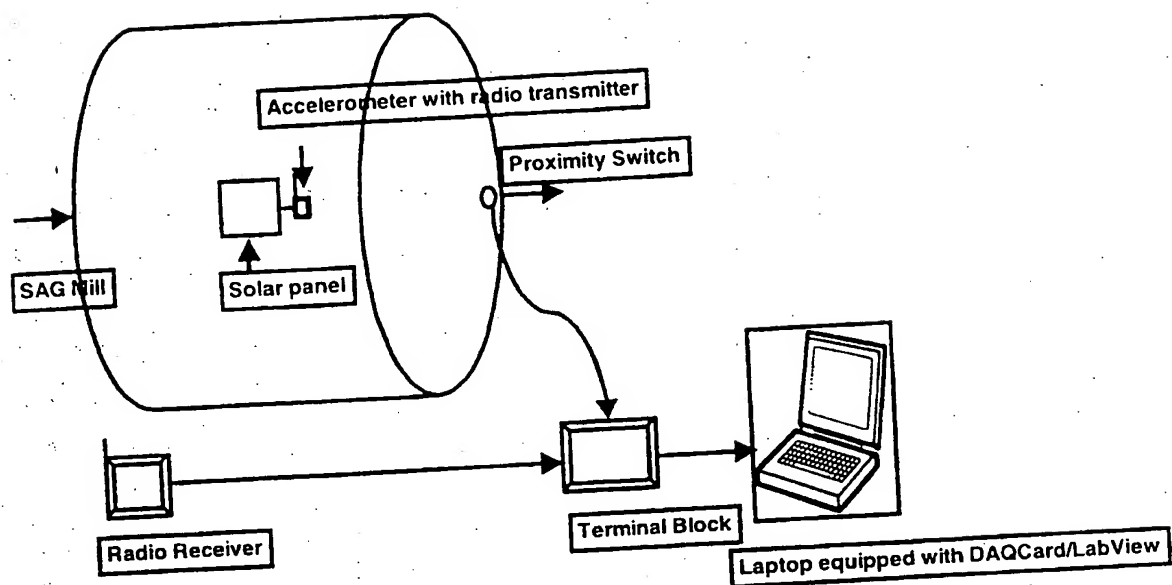 Accelerometer with radio transmitter
Proximity Switch
SAG Mill
Solar panel
Radio Receiver
Terminal Block
Laptop equipped with DAQCard/LabView